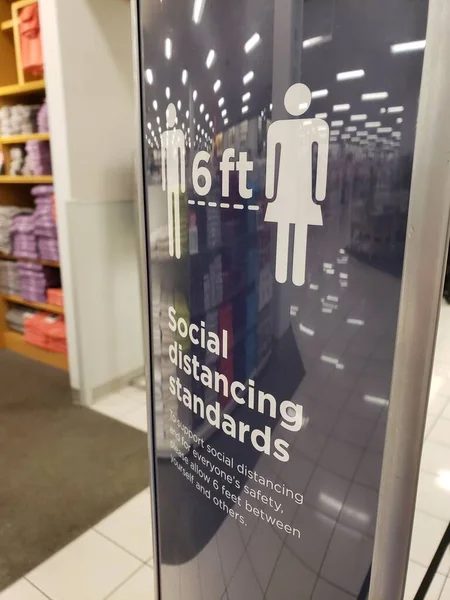 6 ft
Social
distancing
standards
To support social distancing
and for everyone's safety,
please allow 6 feet between
yourself and others.